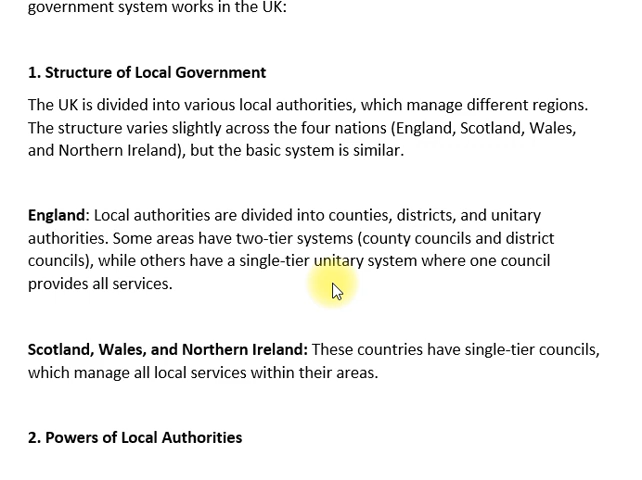 government system works in the UK:
1. Structure of Local Government
The UK is divided into various local authorities, which manage different regions.
The structure varies slightly across the four nations (England, Scotland, Wales,
and Northern Ireland), but the basic system is similar.
England: Local authorities are divided into counties, districts, and unitary
authorities. Some areas have two-tier systems (county councils and district
councils), while others have a single-tier unitary system where one council
provides all services.
Scotland, Wales, and Northern Ireland: These countries have single-tier councils,
which manage all local services within their areas.
2. Powers of Local Authorities